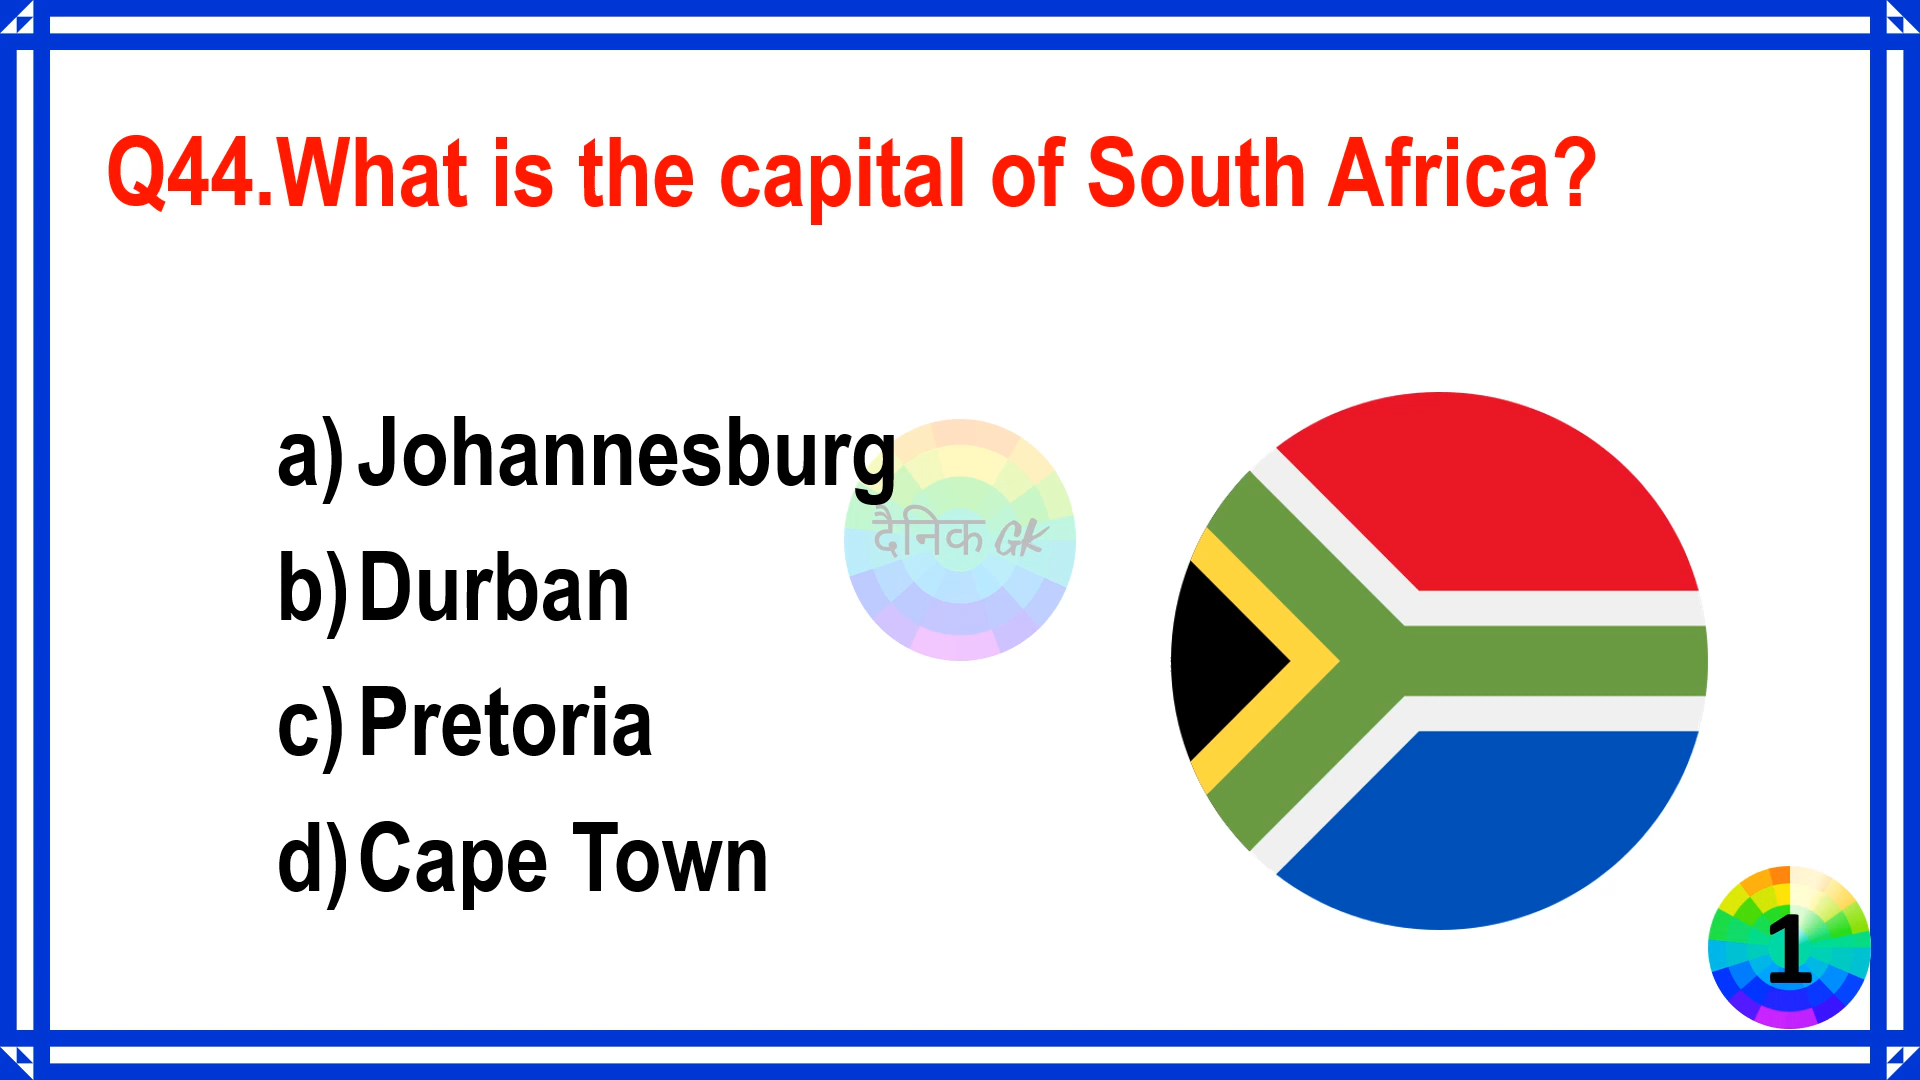 Q44.What is the capital of South Africa?
a) Johannesburg
दैनिक GK
b) Durban
c) Pretoria
d) Cape Town
1